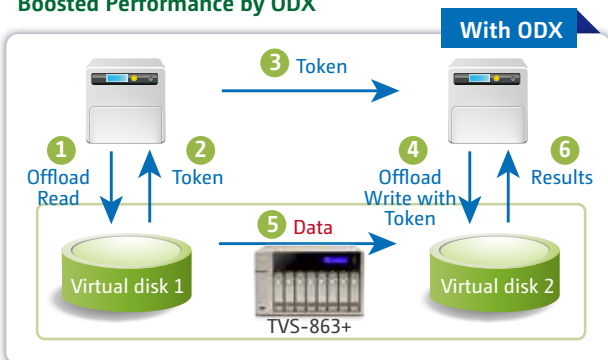 Boosted Performance by ODX
With ODX
3 Token
1
Offload
Read
2
Token
4
Offload
Write with
Token
6
Results
5 Data
Virtual disk 1
Virtual disk 2
TVS-863+